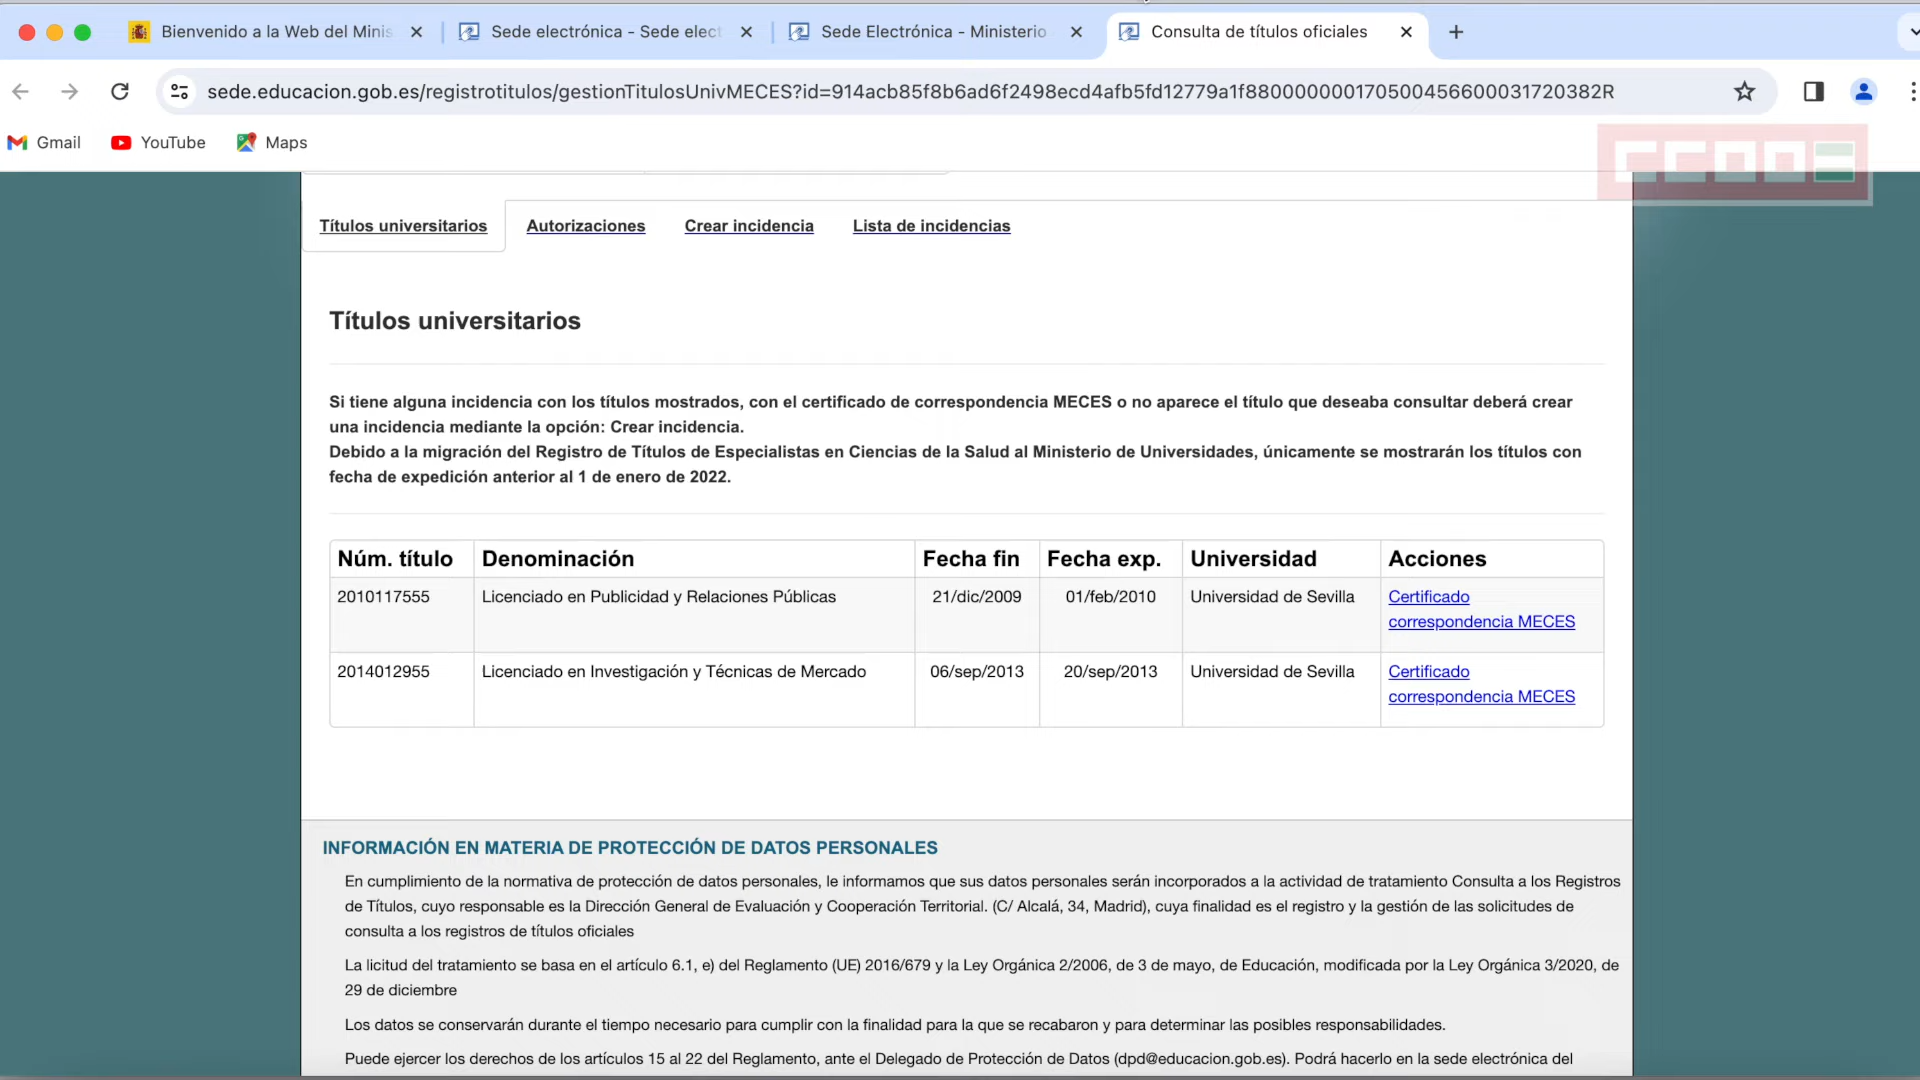 Bienvenido a la Web del Minis
Sede electrónica - Sede elect
Sede Electrónica - Ministerio
Consulta de títulos oficiales
sede.educacion.gob.es/registrotitulos/gestionTitulosUnivMECES?id=914acb85f8b6ad6f2498ecd4afb5fd12779a1f880000000170500456600031720382R
Gmail
YouTube
Maps
CCOO
Títulos universitarios
Autorizaciones
Crear incidencia
Lista de incidencias
Títulos universitarios
Si tiene alguna incidencia con los títulos mostrados, con el certificado de correspondencia MECES o no aparece el título que deseaba consultar deberá crear
una incidencia mediante la opción: Crear incidencia.
Debido a la migración del Registro de Títulos de Especialistas en Ciencias de la Salud al Ministerio de Universidades, únicamente se mostrarán los títulos con
fecha de expedición anterior al 1 de enero de 2022.
Núm. título Denominación Fecha fin Fecha exp. Universidad Acciones
2010117555 Licenciado en Publicidad y Relaciones Públicas 21/dic/2009 01/feb/2010 Universidad de Sevilla Certificado
correspondencia MECES
2014012955 Licenciado en Investigación y Técnicas de Mercado 06/sep/2013 20/sep/2013 Universidad de Sevilla Certificado
correspondencia MECES
INFORMACIÓN EN MATERIA DE PROTECCIÓN DE DATOS PERSONALES
En cumplimiento de la normativa de protección de datos personales, le informamos que sus datos personales serán incorporados a la actividad de tratamiento Consulta a los Registros
de Títulos, cuyo responsable es la Dirección General de Evaluación y Cooperación Territorial. (C/ Alcalá, 34, Madrid), cuya finalidad es el registro y la gestión de las solicitudes de
consulta a los registros de títulos oficiales
La licitud del tratamiento se basa en el artículo 6.1, e) del Reglamento (UE) 2016/679 y la Ley Orgánica 2/2006, de 3 de mayo, de Educación, modificada por la Ley Orgánica 3/2020, de
29 de diciembre
Los datos se conservarán durante el tiempo necesario para cumplir con la finalidad para la que se recabaron y para determinar las posibles responsabilidades.
Puede ejercer los derechos de los artículos 15 al 22 del Reglamento, ante el Delegado de Protección de Datos (dpd@educacion.gob.es). Podrá hacerlo en la sede electrónica del